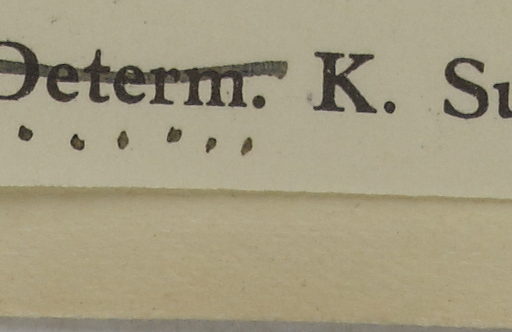 Determ. K. Su